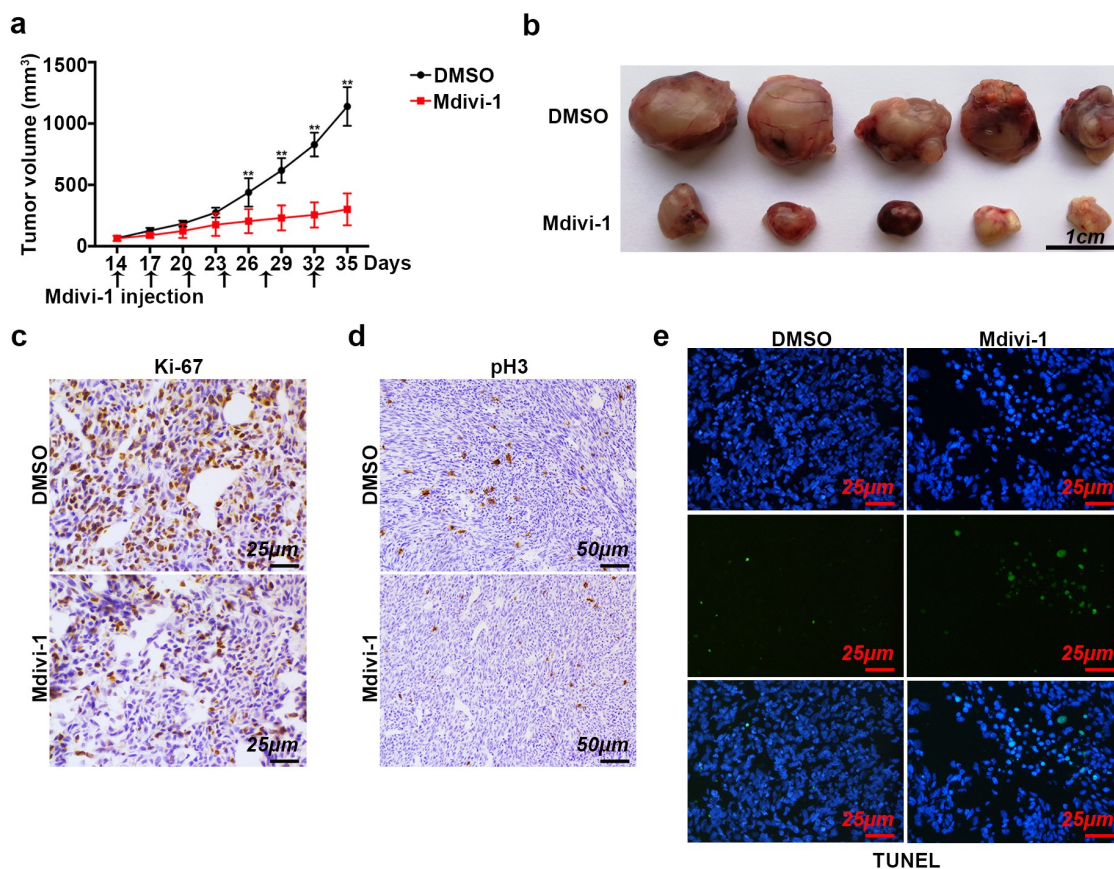 a
Tumor volume (mm³)
1500
1000
500
0
** ** ** **
DMSO
Mdivi-1
14 17 20 23 26 29 32 35 Days
Mdivi-1 injection
b
DMSO
Mdivi-1
1cm
c
Ki-67
DMSO
25µm
Mdivi-1
25µm
d
pH3
DMSO
50µm
Mdivi-1
50µm
e
DMSO Mdivi-1
25µm 25µm
25µm 25µm
25µm 25µm
TUNEL